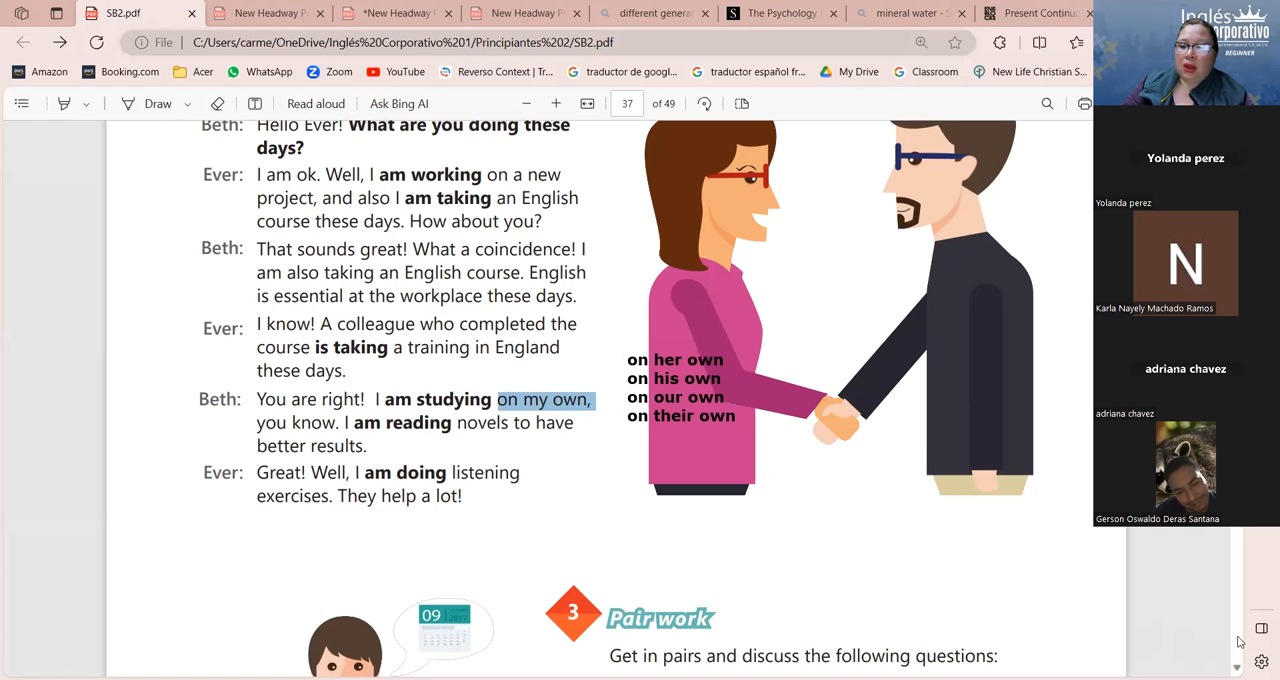 SB2.pdf
New Headway P
*New Headway F
New Headway P
different genera
The Psychology
mineral water - S
Present Continu
File
C:/Users/carme/OneDrive/Inglés%20Corporativo%201/Principiantes%202/SB2.pdf
Amazon
Booking.com
Acer
WhatsApp
Zoom
YouTube
Reverso Context | Tr...
traductor de googl...
traductor español fr...
My Drive
Classroom
New Life Christian S...
Draw
Read aloud
Ask Bing AI
37 of 49
Beth: Hello Ever! What are you doing these
days?
Ever: I am ok. Well, I am working on a new
project, and also I am taking an English
course these days. How about you?
Beth: That sounds great! What a coincidence! I
am also taking an English course. English
is essential at the workplace these days.
Ever: I know! A colleague who completed the
course is taking a training in England
these days.
Beth: You are right! I am studying on my own,
you know. I am reading novels to have
better results.
Ever: Great! Well, I am doing listening
exercises. They help a lot!
on her own
on his own
on our own
on their own
09
3
Pair work
Get in pairs and discuss the following questions:
Inglés
Corporativo
BEGINNER
Yolanda perez
Yolanda perez
N
Karla Nayely Machado Ramos
adriana chavez
adriana chavez
Gerson Oswaldo Deras Santana